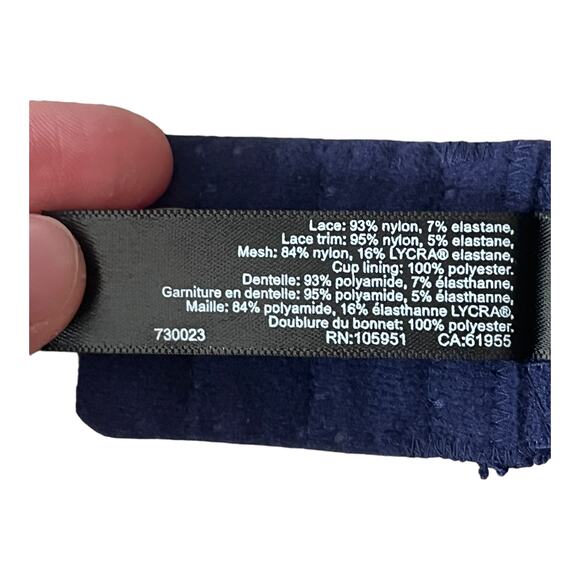 Lace: 93% nylon, 7% elastane,
Lace trim: 95% nylon, 5% elastane,
Mesh: 84% nylon, 16% LYCRA® elastane,
Cup lining: 100% polyester.
Dentelle: 93% polyamide, 7% élasthanne,
Garniture en dentelle: 95% polyamide, 5% élasthanne,
Maille: 84% polyamide, 16% élasthanne LYCRA®,
Doublure du bonnet: 100% polyester.
730023 RN:105951 CA:61955